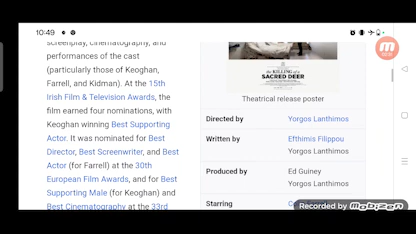 10:49
screenplay, cinematography, and
performances of the cast
(particularly those of Keoghan,
Farrell, and Kidman). At the 15th
Irish Film & Television Awards, the
film earned four nominations, with
Keoghan winning Best Supporting
Actor. It was nominated for Best
Director, Best Screenwriter, and Best
Actor (for Farrell) at the 30th
European Film Awards, and for Best
Supporting Male (for Keoghan) and
Best Cinematography at the 33rd
the KILLING of a
SACRED DEER
Theatrical release poster
Directed by Yorgos Lanthimos
Written by Efthimis Filippou
Yorgos Lanthimos
Produced by Ed Guiney
Yorgos Lanthimos
Starring
Recorded by Mobizen